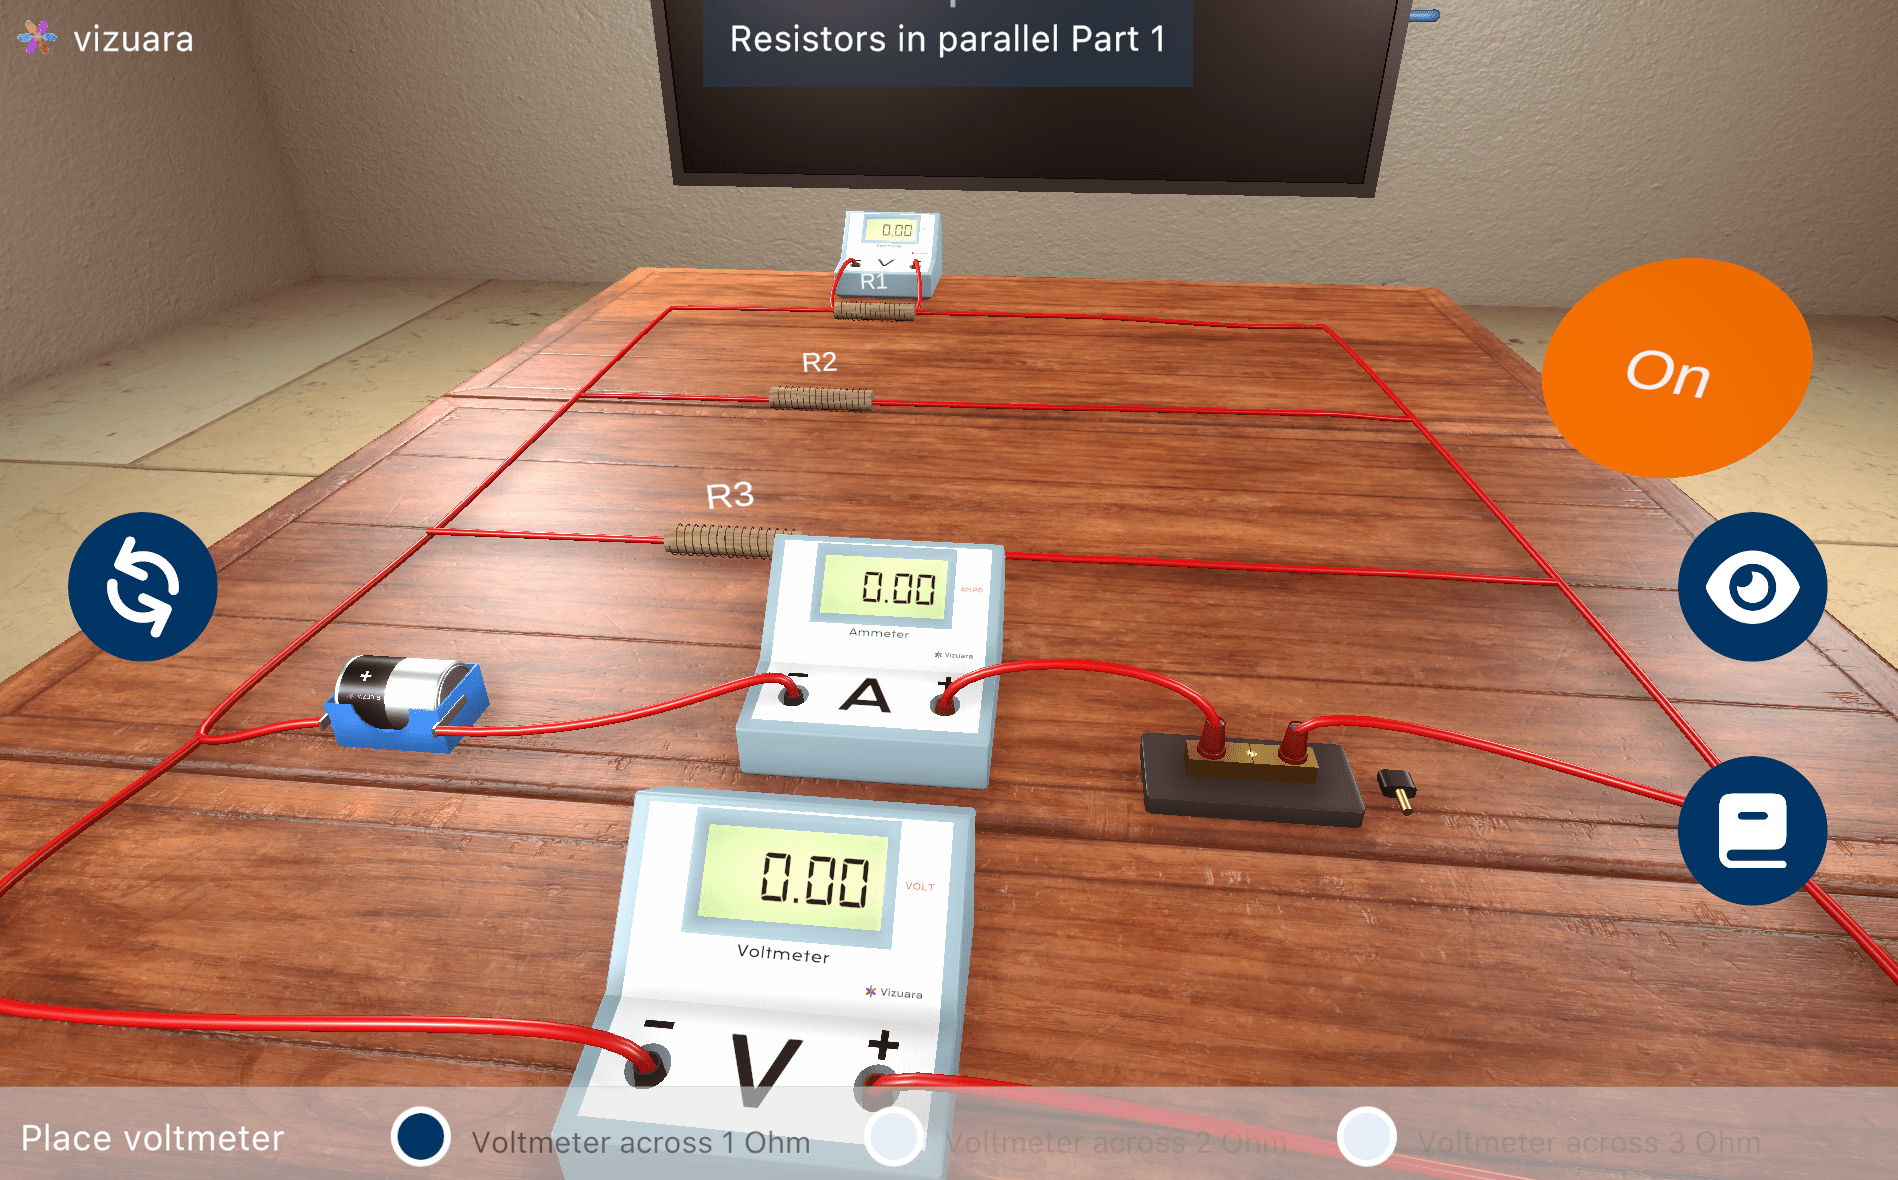 vizuara
Resistors in parallel Part 1
0.00
V
R1
R2
On
R3
0.00
AMPS
Ammeter
Vizuara
- A +
+
0.00
VOLT
Voltmeter
Vizuara
- V +
Place voltmeter
Voltmeter across 1 Ohm
Voltmeter across 2 Ohm
Voltmeter across 3 Ohm